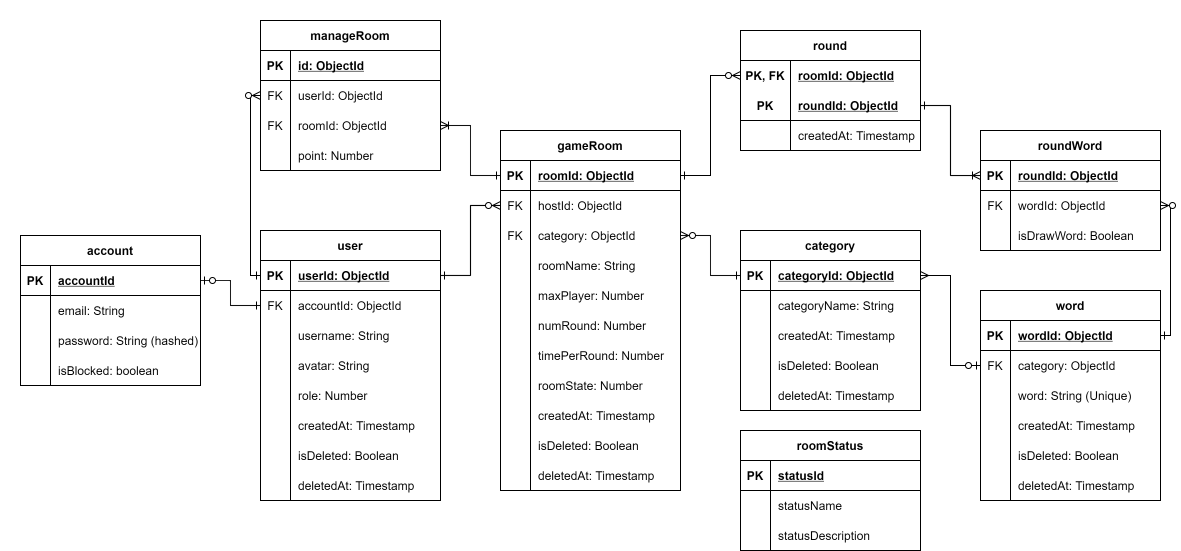 manageRoom
PK id: ObjectId
FK userId: ObjectId
FK roomId: ObjectId
point: Number
account
PK accountId
email: String
password: String (hashed)
isBlocked: boolean
user
PK userId: ObjectId
FK accountId: ObjectId
username: String
avatar: String
role: Number
createdAt: Timestamp
isDeleted: Boolean
deletedAt: Timestamp
gameRoom
PK roomId: ObjectId
FK hostId: ObjectId
FK category: ObjectId
roomName: String
maxPlayer: Number
numRound: Number
timePerRound: Number
roomState: Number
createdAt: Timestamp
isDeleted: Boolean
deletedAt: Timestamp
round
PK, FK roomId: ObjectId
PK roundId: ObjectId
createdAt: Timestamp
category
PK categoryId: ObjectId
categoryName: String
createdAt: Timestamp
isDeleted: Boolean
deletedAt: Timestamp
roomStatus
PK statusId
statusName
statusDescription
roundWord
PK roundId: ObjectId
FK wordId: ObjectId
isDrawWord: Boolean
word
PK wordId: ObjectId
FK category: ObjectId
word: String (Unique)
createdAt: Timestamp
isDeleted: Boolean
deletedAt: Timestamp